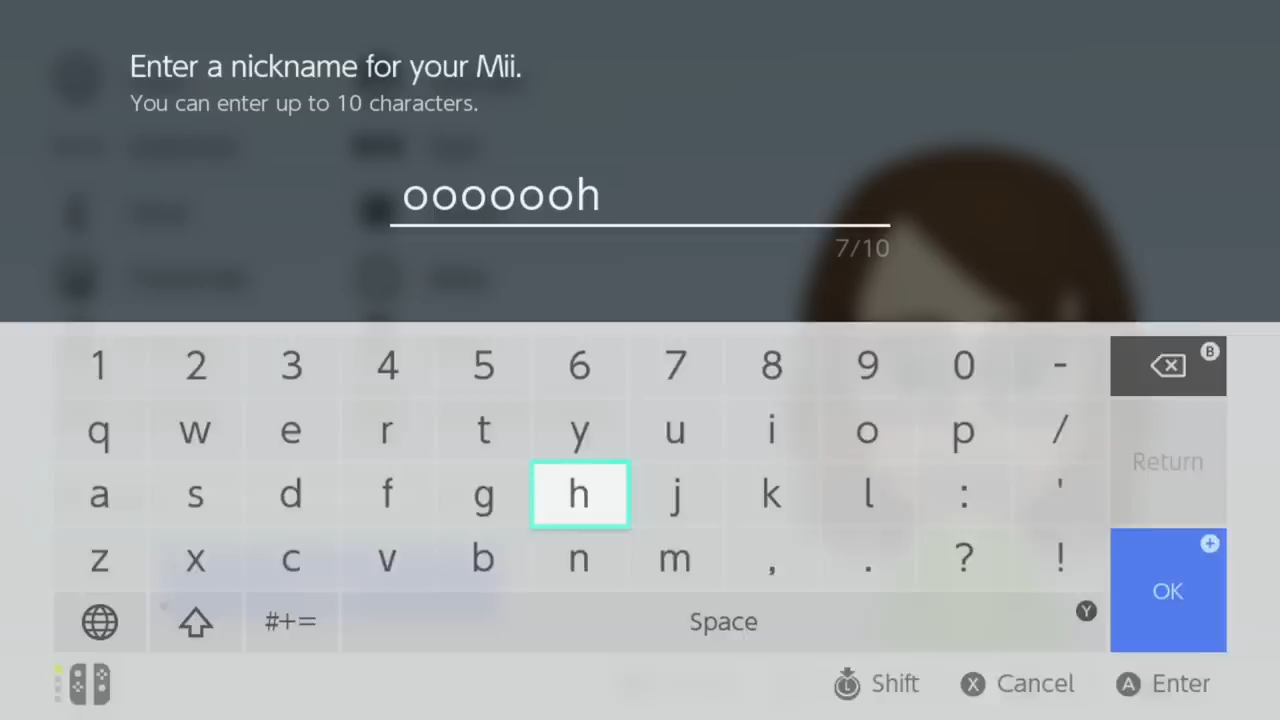 Enter a nickname for your Mii.
You can enter up to 10 characters.
ooooooh
7/10
1 2 3 4 5 6 7 8 9 0 - B
q w e r t y u i o p /
Return
a s d f g h j k l : '
z x c v b n m , . ? ! +
OK
#+= Space Y
L Shift X Cancel A Enter